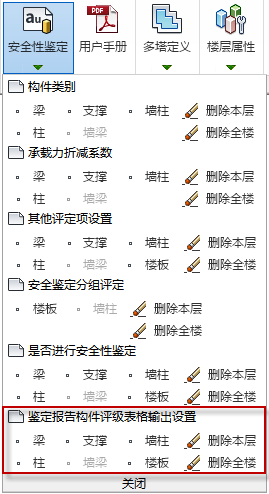 au
PDF
安全性鉴定 用户手册 多塔定义 楼层属性
构件类别
梁 支撑 墙柱 删除本层
柱 墙梁 删除全楼
承载力折减系数
梁 支撑 墙柱 删除本层
柱 墙梁 删除全楼
其他评定项设置
梁 支撑 墙柱 删除本层
柱 墙梁 楼板 删除全楼
安全鉴定分组评定
楼板 墙柱 删除本层
删除全楼
是否进行安全性鉴定
梁 支撑 墙柱 删除本层
柱 墙梁 楼板 删除全楼
鉴定报告构件评级表格输出设置
梁 支撑 墙柱 删除本层
柱 墙梁 楼板 删除全楼
关闭